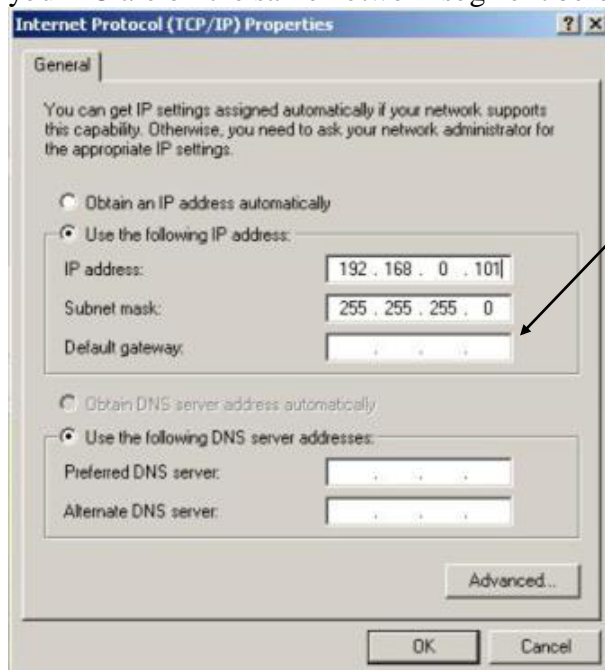 Internet Protocol (TCP/IP) Properties
? X
General
You can get IP settings assigned automatically if your network supports
this capability. Otherwise, you need to ask your network administrator for
the appropriate IP settings.
Obtain an IP address automatically
Use the following IP address:
IP address: 192 . 168 . 0 . 101
Subnet mask: 255 . 255 . 255 . 0
Default gateway: . . .
Obtain DNS server address automatically
Use the following DNS server addresses:
Preferred DNS server: . . .
Alternate DNS server: . . .
Advanced...
OK Cancel